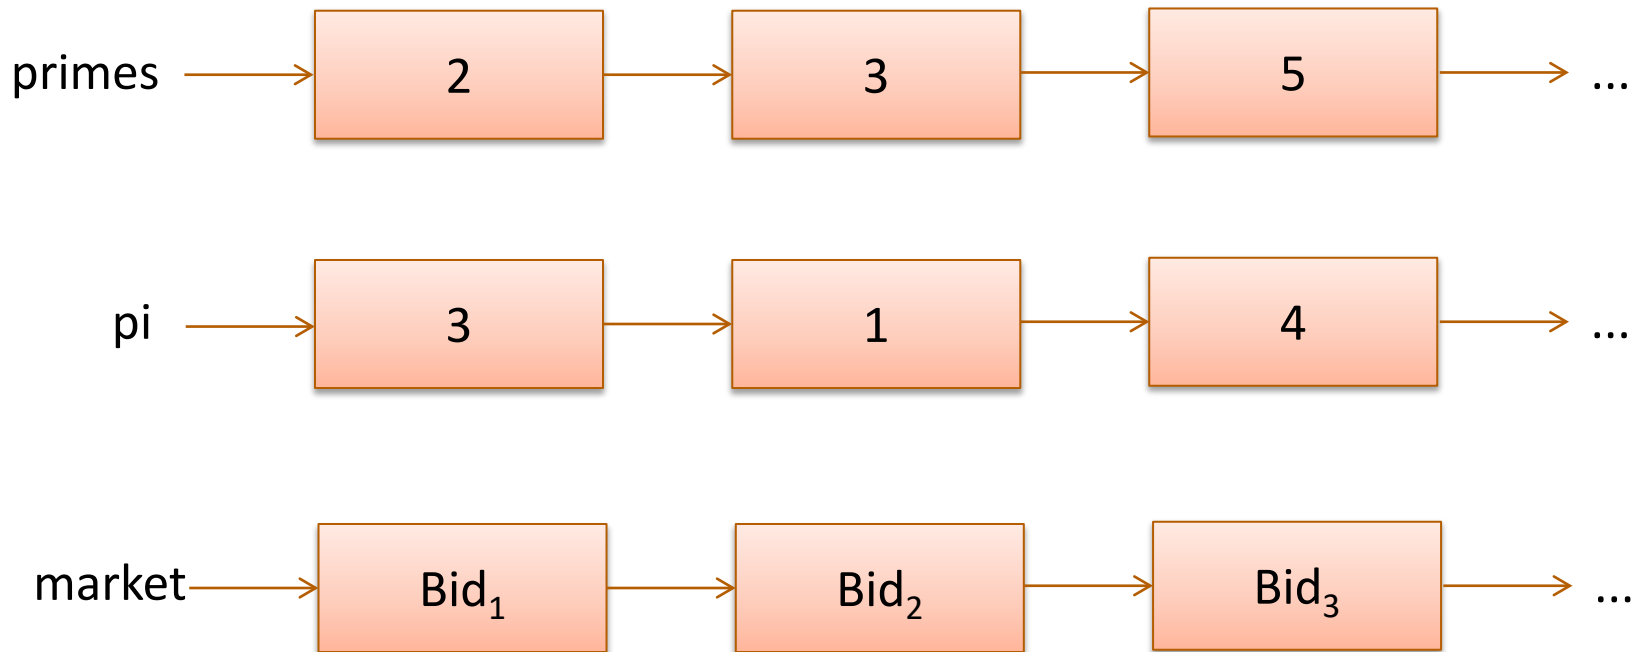 primes 2 3 5 ...
pi 3 1 4 ...
market Bid₁ Bid₂ Bid₃ ...